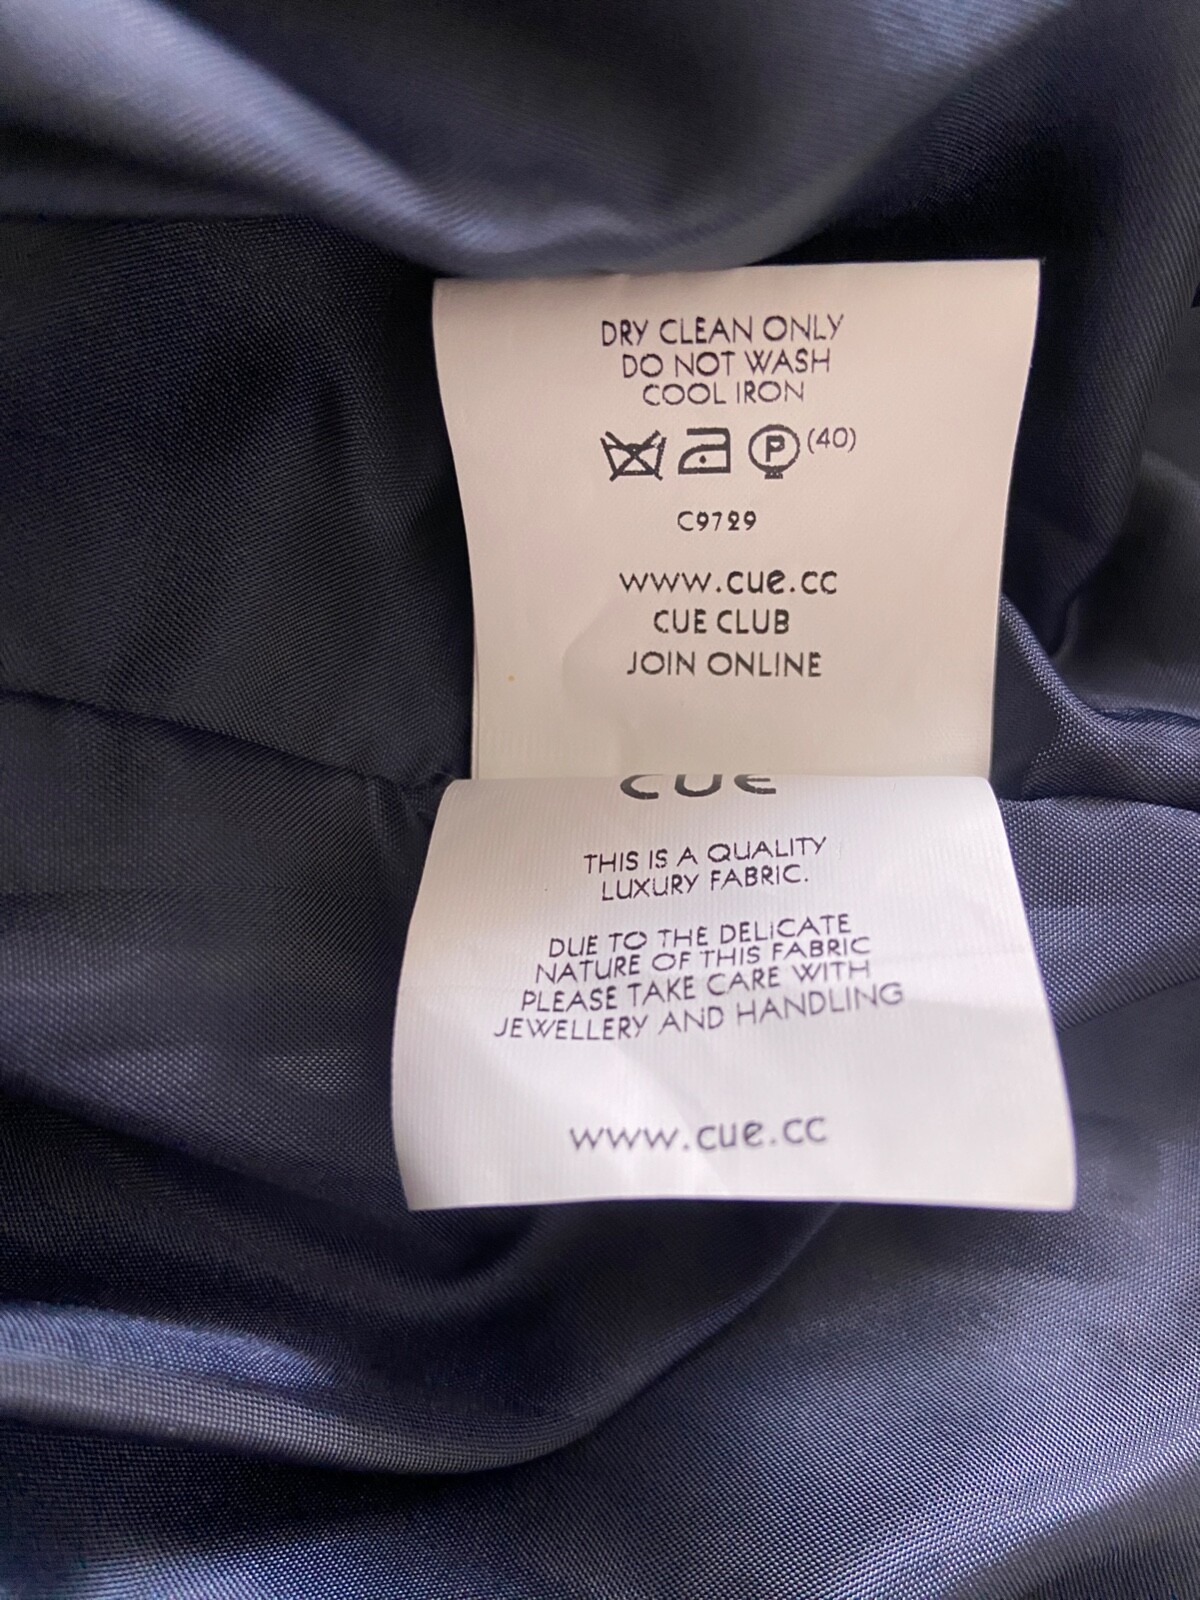 DRY CLEAN ONLY
DO NOT WASH
COOL IRON
P (40)
C9729
www.cue.cc
CUE CLUB
JOIN ONLINE
CUE
THIS IS A QUALITY
LUXURY FABRIC.
DUE TO THE DELICATE
NATURE OF THIS FABRIC
PLEASE TAKE CARE WITH
JEWELLERY AND HANDLING
www.cue.cc